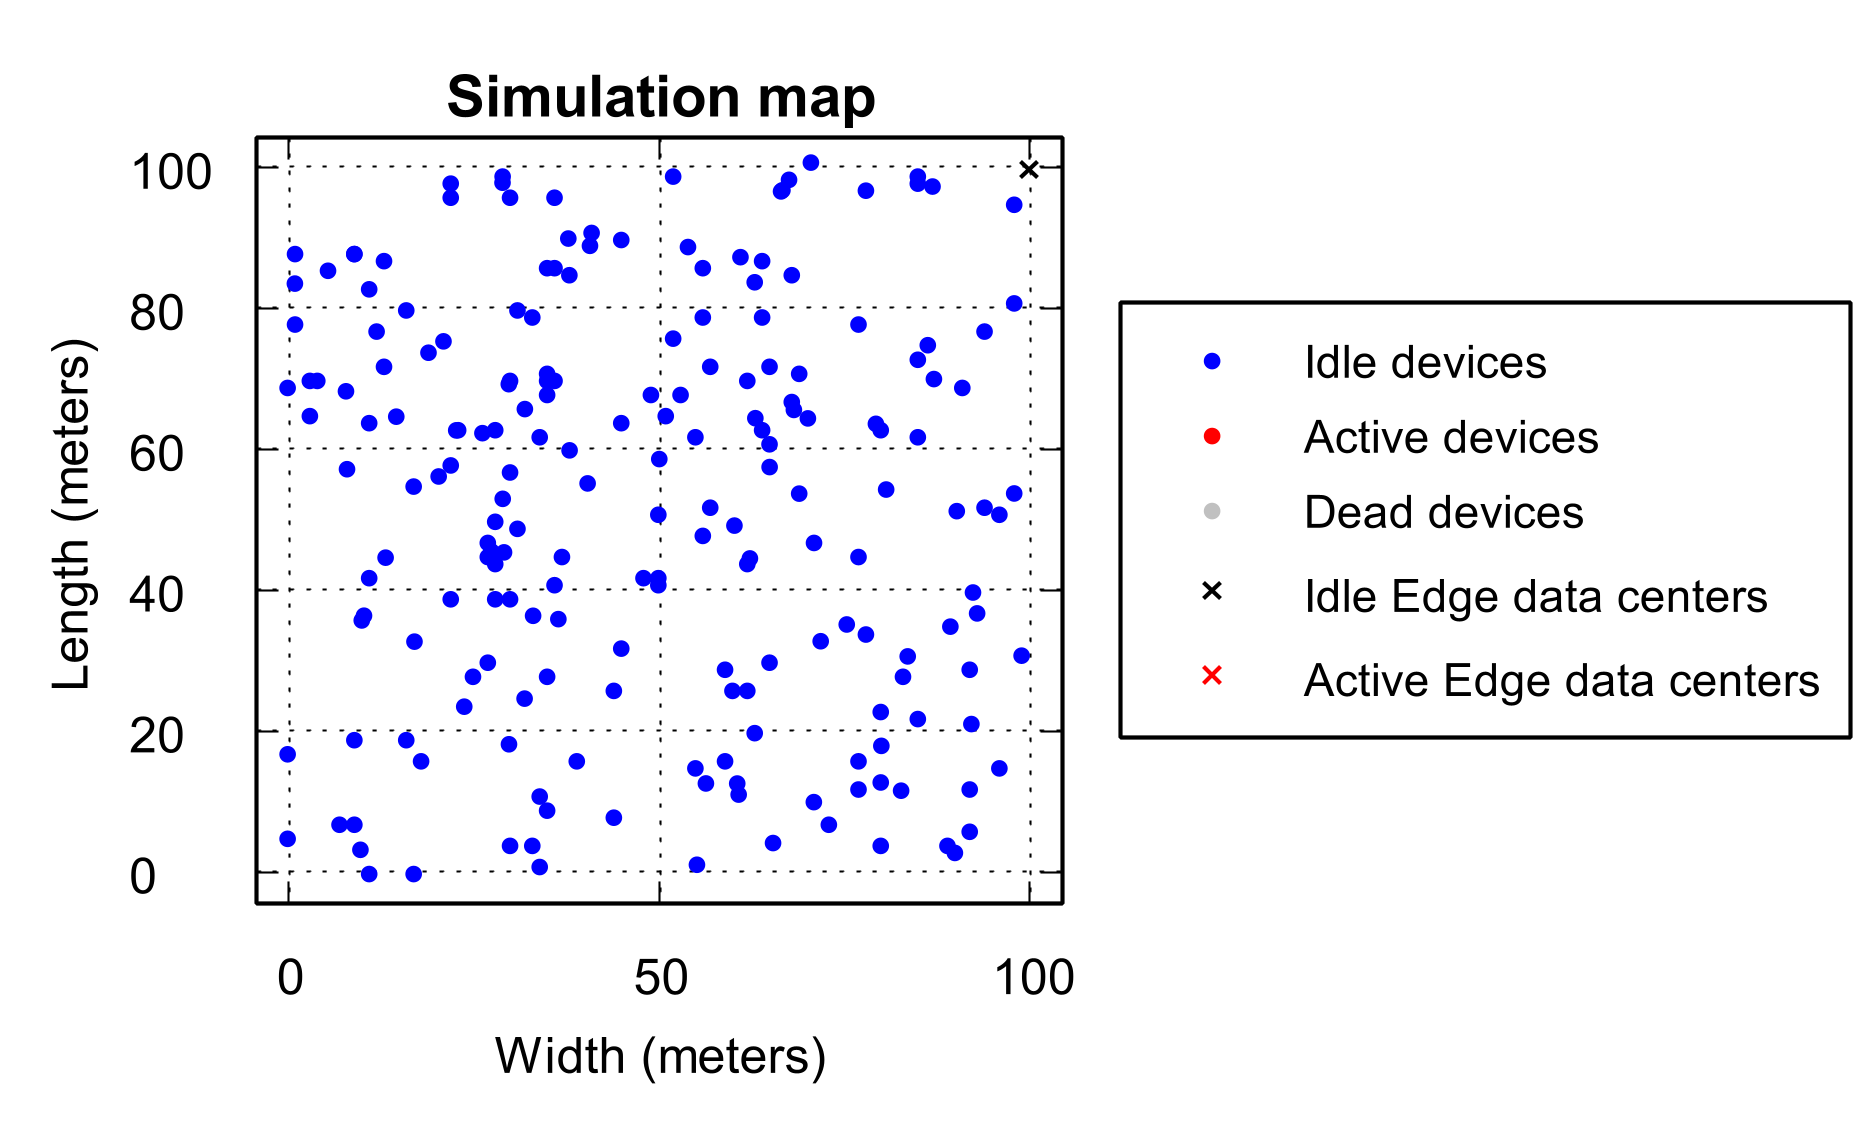 Simulation map
100
80
60
40
20
0
Length (meters)
0 50 100
Width (meters)
Idle devices
Active devices
Dead devices
Idle Edge data centers
Active Edge data centers